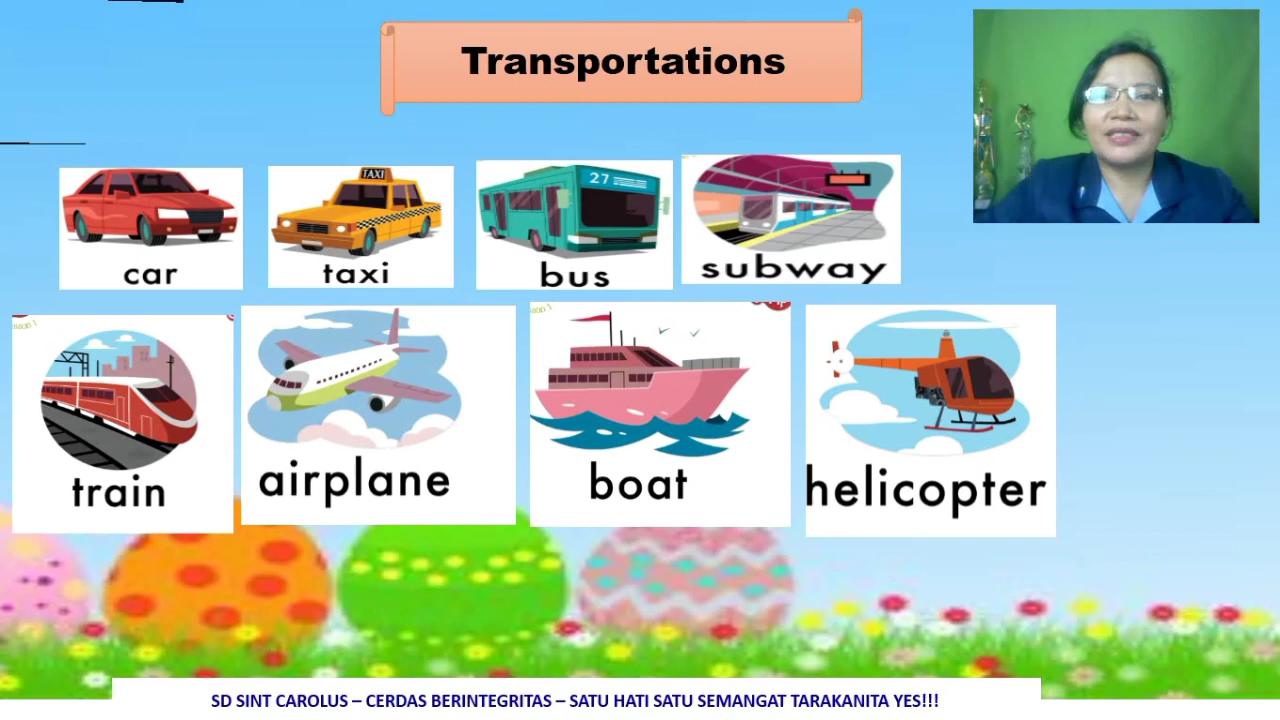 Transportations
TAXI
27
car
taxi
bus
subway
train
airplane
boat
helicopter
SD SINT CAROLUS – CERDAS BERINTEGRITAS – SATU HATI SATU SEMANGAT TARAKANITA YES!!!